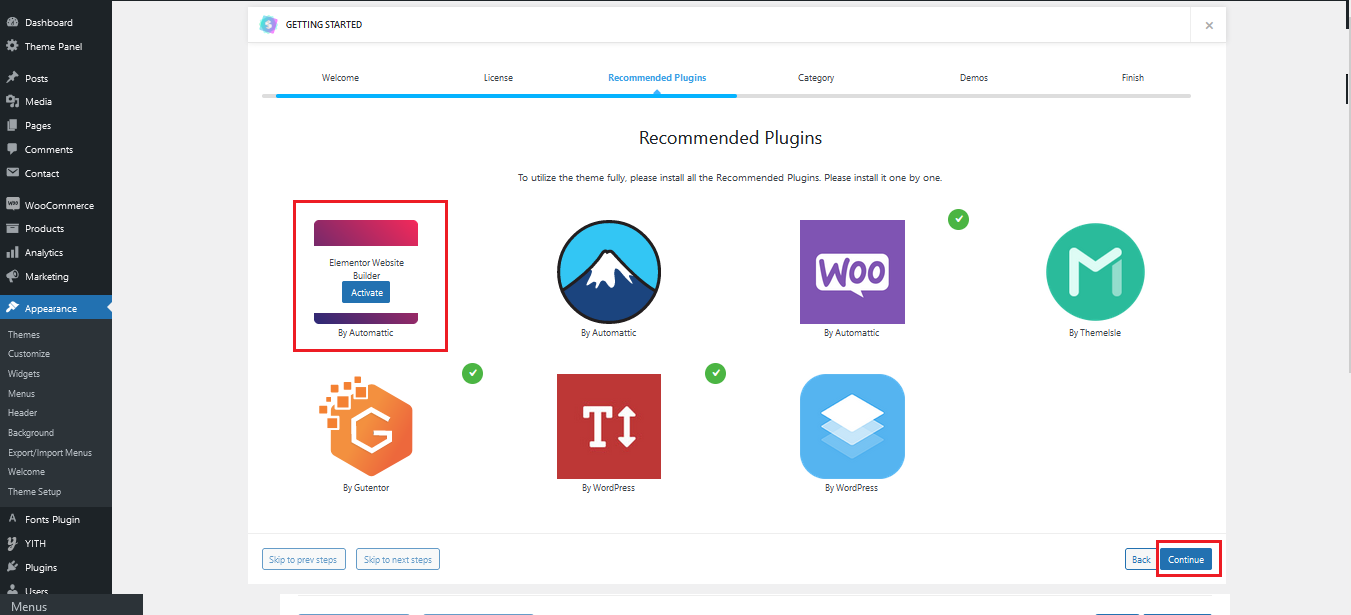 Dashboard
Theme Panel
Posts
Media
Pages
Comments
Contact
WooCommerce
Products
Analytics
Marketing
Appearance
Themes
Customize
Widgets
Menus
Header
Background
Export/Import Menus
Welcome
Theme Setup
Fonts Plugin
YITH
Plugins
Users
Menus
GETTING STARTED
Welcome
License
Recommended Plugins
Category
Demos
Finish
Recommended Plugins
To utilize the theme fully, please install all the Recommended Plugins. Please install it one by one.
Elementor Website
Builder
Activate
By Automattic
By Automattic
WOO
By Automattic
M
By ThemeIsle
G
By Gutentor
T
By WordPress
By WordPress
Skip to prev steps
Skip to next steps
Back
Continue